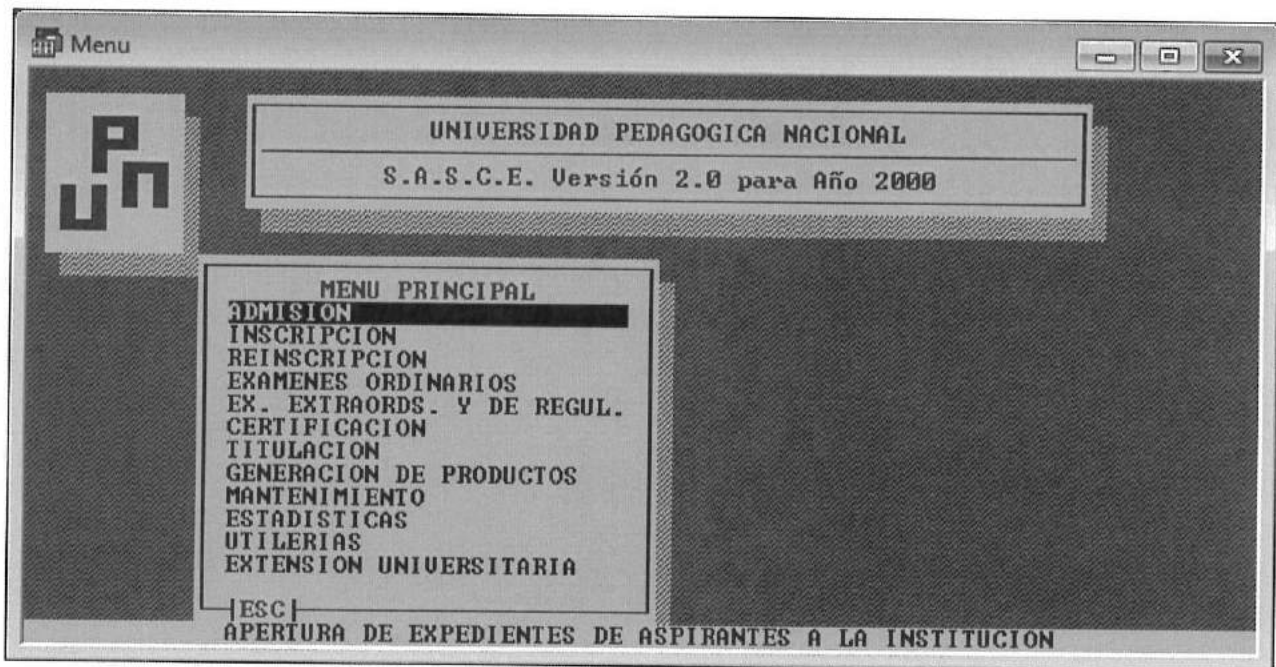 Menu
UPN
UNIVERSIDAD PEDAGOGICA NACIONAL
S.A.S.C.E. Versión 2.0 para Año 2000
MENU PRINCIPAL
ADMISION
INSCRIPCION
REINSCRIPCION
EXAMENES ORDINARIOS
EX. EXTRAORDS. Y DE REGUL.
CERTIFICACION
TITULACION
GENERACION DE PRODUCTOS
MANTENIMIENTO
ESTADISTICAS
UTILERIAS
EXTENSION UNIVERSITARIA
|ESC|
APERTURA DE EXPEDIENTES DE ASPIRANTES A LA INSTITUCION